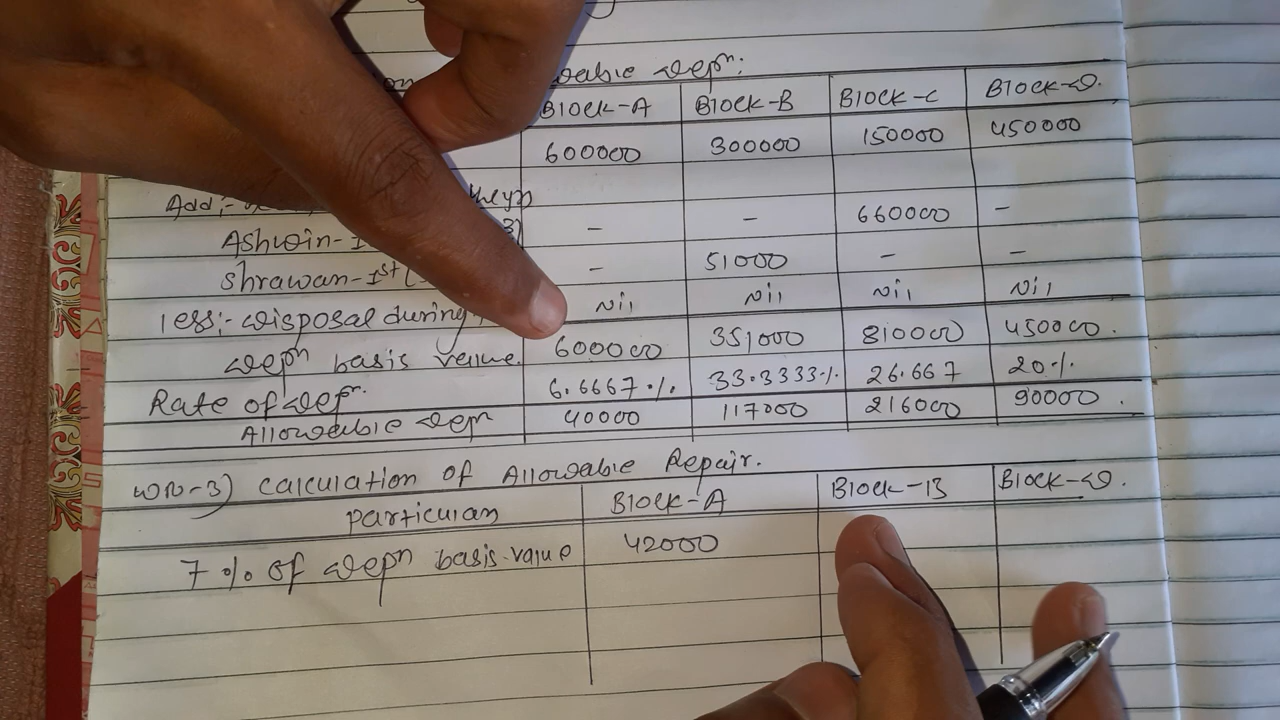 depn:
Block-A Block-B Block-C Block-D.
600000 300000 150000 450000
Add:-
- - 660000 -
Ashwin-
- 51000 - -
Shrawan-1st
Nil Nil Nil Nil
less:- Disposal during
Depn basis value. 600000 351000 810000 450000.
Rate of Depn. 6.6667% 33.3333% 26.667 20%
Allowable Depn 40000 117000 216000 90000.
WN-3) Calculation of Allowable Repair.
particular Block-A Block-B Block-D.
7% of Depn basis value 42000